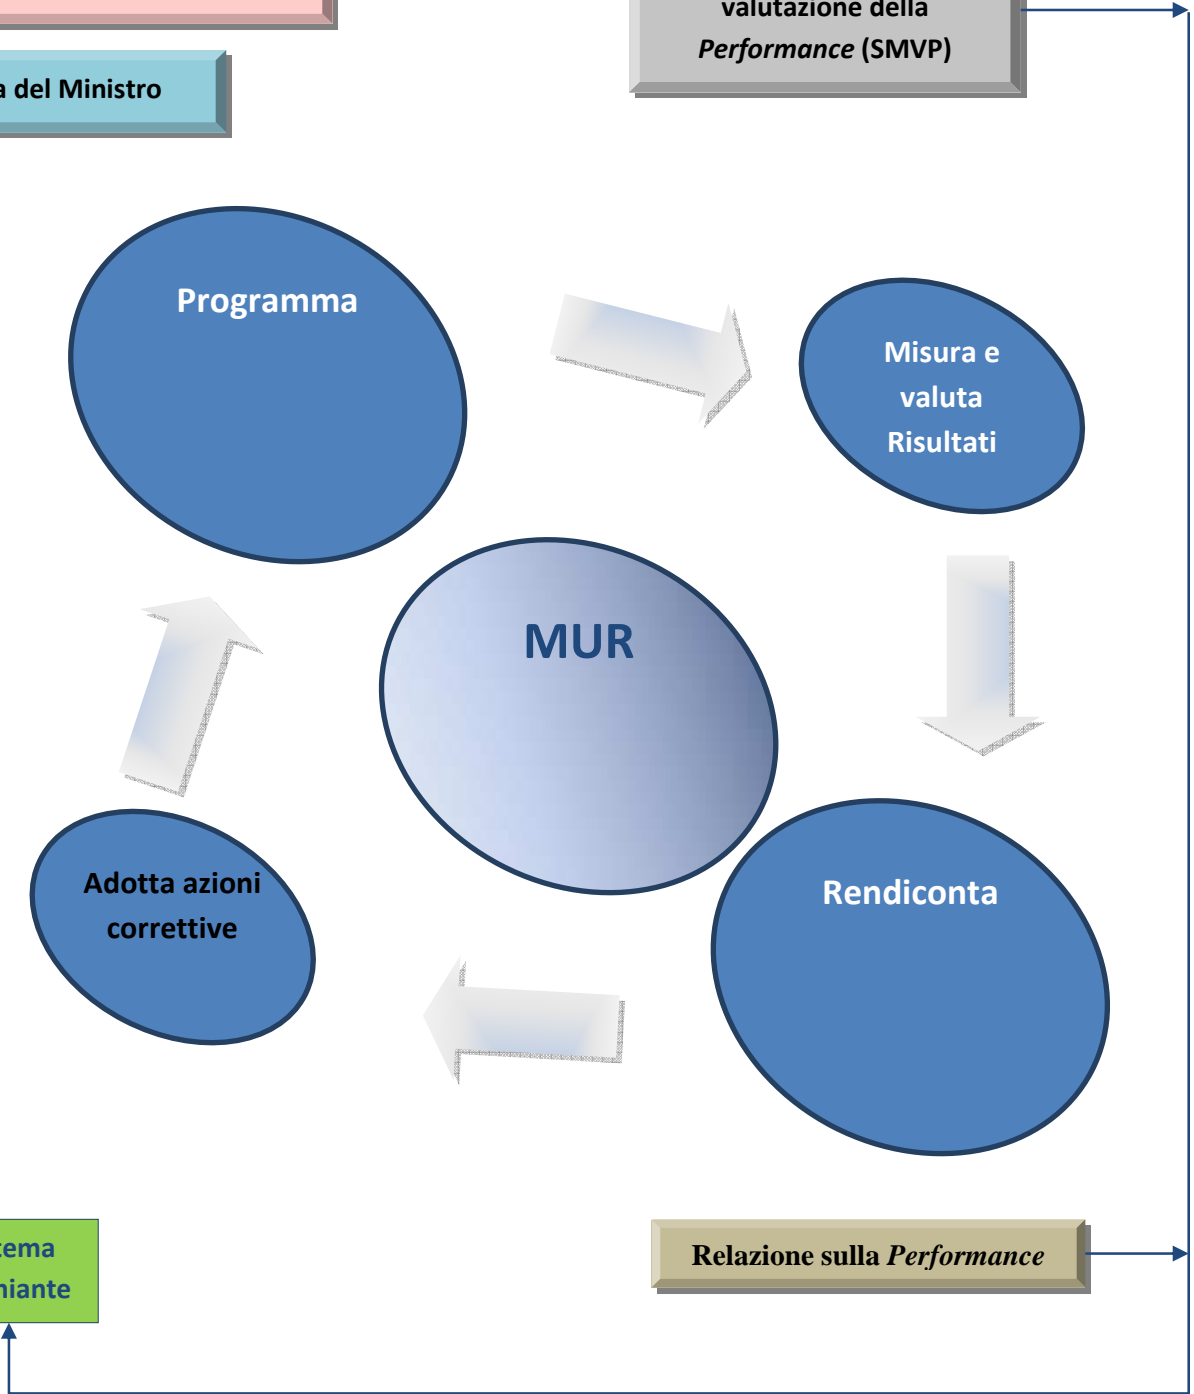 valutazione della
Performance (SMVP)
a del Ministro
Programma
Misura e
valuta
Risultati
MUR
Adotta azioni
correttive
Rendiconta
tema
niante
Relazione sulla Performance